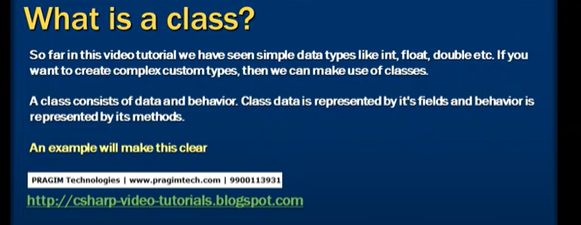 What is a class?
So far in this video tutorial we have seen simple data types like int, float, double etc. If you
want to create complex custom types, then we can make use of classes.
A class consists of data and behavior. Class data is represented by it's fields and behavior is
represented by its methods.
An example will make this clear
PRAGIM Technologies | www.pragimtech.com | 9900113931
http://csharp-video-tutorials.blogspot.com